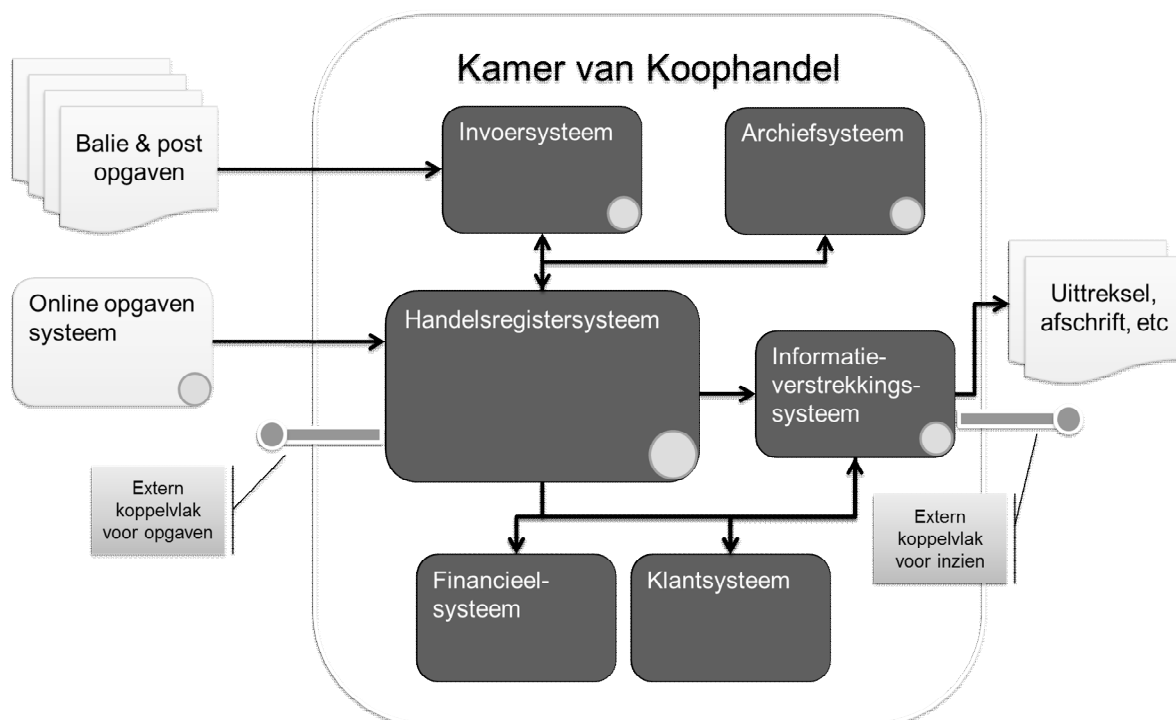 Kamer van Koophandel
Balie & post
opgaven
Invoersysteem
Archiefsysteem
Online opgaven
systeem
Handelsregistersysteem
Informatie-
verstrekkings-
systeem
Uittreksel,
afschrift, etc
Extern
koppelvlak
voor opgaven
Extern
koppelvlak
voor inzien
Financieel-
systeem
Klantsysteem